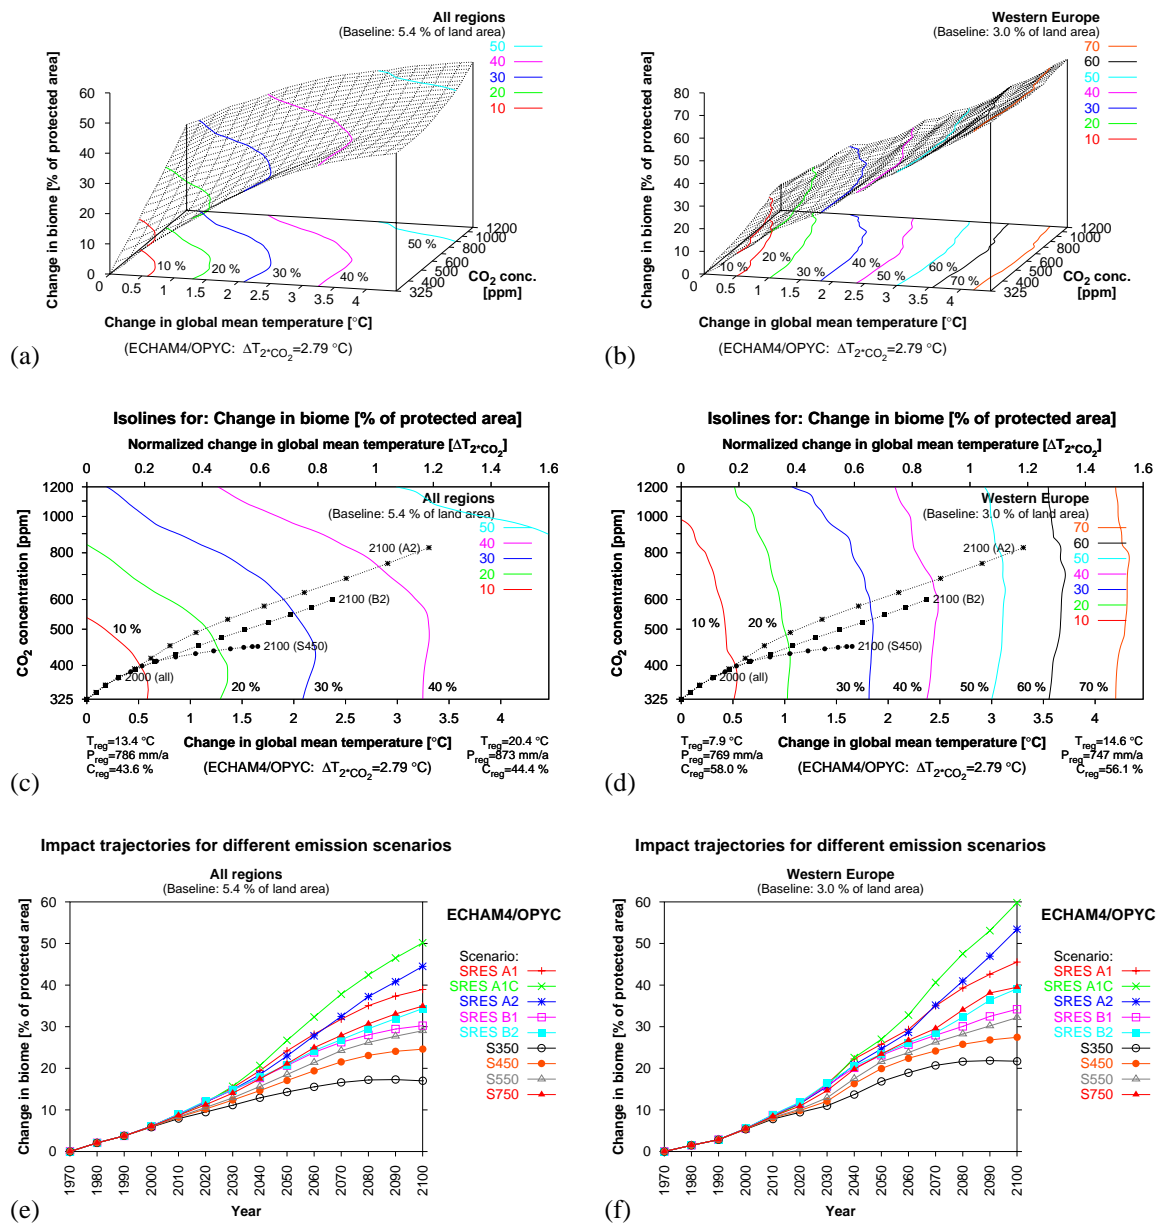 All regions
(Baseline: 5.4 % of land area)
50
40
30
20
10
Change in biome [% of protected area]
60
50
40
30
20
10
0
0
0.5
1
1.5
2
2.5
3
3.5
4
10 %
20 %
30 %
40 %
50 %
325
400
500
600
800
1000
1200
CO2 conc.
[ppm]
Change in global mean temperature [°C]
(a)
(ECHAM4/OPYC: ΔT2*CO2=2.79 °C)
Western Europe
(Baseline: 3.0 % of land area)
70
60
50
40
30
20
10
Change in biome [% of protected area]
80
70
60
50
40
30
20
10
0
0
0.5
1
1.5
2
2.5
3
3.5
4
10 %
20 %
30 %
40 %
50 %
60 %
70 %
325
400
500
600
800
1000
1200
CO2 conc.
[ppm]
Change in global mean temperature [°C]
(b)
(ECHAM4/OPYC: ΔT2*CO2=2.79 °C)
Isolines for: Change in biome [% of protected area]
Normalized change in global mean temperature [ΔT2*CO2]
0 0.2 0.4 0.6 0.8 1 1.2 1.4 1.6
CO2 concentration [ppm]
1200
1000
800
600
500
400
325
All regions
(Baseline: 5.4 % of land area)
50
40
30
20
10
2100 (A2)
2100 (B2)
2100 (S450)
2000 (all)
10 %
20 %
30 %
40 %
0 0.5 1 1.5 2 2.5 3 3.5 4
Treg=13.4 °C
Preg=786 mm/a
Creg=43.6 %
Change in global mean temperature [°C]
(ECHAM4/OPYC: ΔT2*CO2=2.79 °C)
Treg=20.4 °C
Preg=873 mm/a
Creg=44.4 %
(c)
Isolines for: Change in biome [% of protected area]
Normalized change in global mean temperature [ΔT2*CO2]
0 0.2 0.4 0.6 0.8 1 1.2 1.4 1.6
CO2 concentration [ppm]
1200
1000
800
600
500
400
325
Western Europe
(Baseline: 3.0 % of land area)
70
60
50
40
30
20
10
2100 (A2)
2100 (B2)
2100 (S450)
2000 (all)
10 %
20 %
30 %
40 %
50 %
60 %
70 %
0 0.5 1 1.5 2 2.5 3 3.5 4
Treg=7.9 °C
Preg=769 mm/a
Creg=58.0 %
Change in global mean temperature [°C]
(ECHAM4/OPYC: ΔT2*CO2=2.79 °C)
Treg=14.6 °C
Preg=747 mm/a
Creg=56.1 %
(d)
Impact trajectories for different emission scenarios
All regions
(Baseline: 5.4 % of land area)
Change in biome [% of protected area]
60
50
40
30
20
10
0
1970 1980 1990 2000 2010 2020 2030 2040 2050 2060 2070 2080 2090 2100
Year
ECHAM4/OPYC
Scenario:
SRES A1
SRES A1C
SRES A2
SRES B1
SRES B2
S350
S450
S550
S750
(e)
Impact trajectories for different emission scenarios
Western Europe
(Baseline: 3.0 % of land area)
Change in biome [% of protected area]
60
50
40
30
20
10
0
1970 1980 1990 2000 2010 2020 2030 2040 2050 2060 2070 2080 2090 2100
Year
ECHAM4/OPYC
Scenario:
SRES A1
SRES A1C
SRES A2
SRES B1
SRES B2
S350
S450
S550
S750
(f)